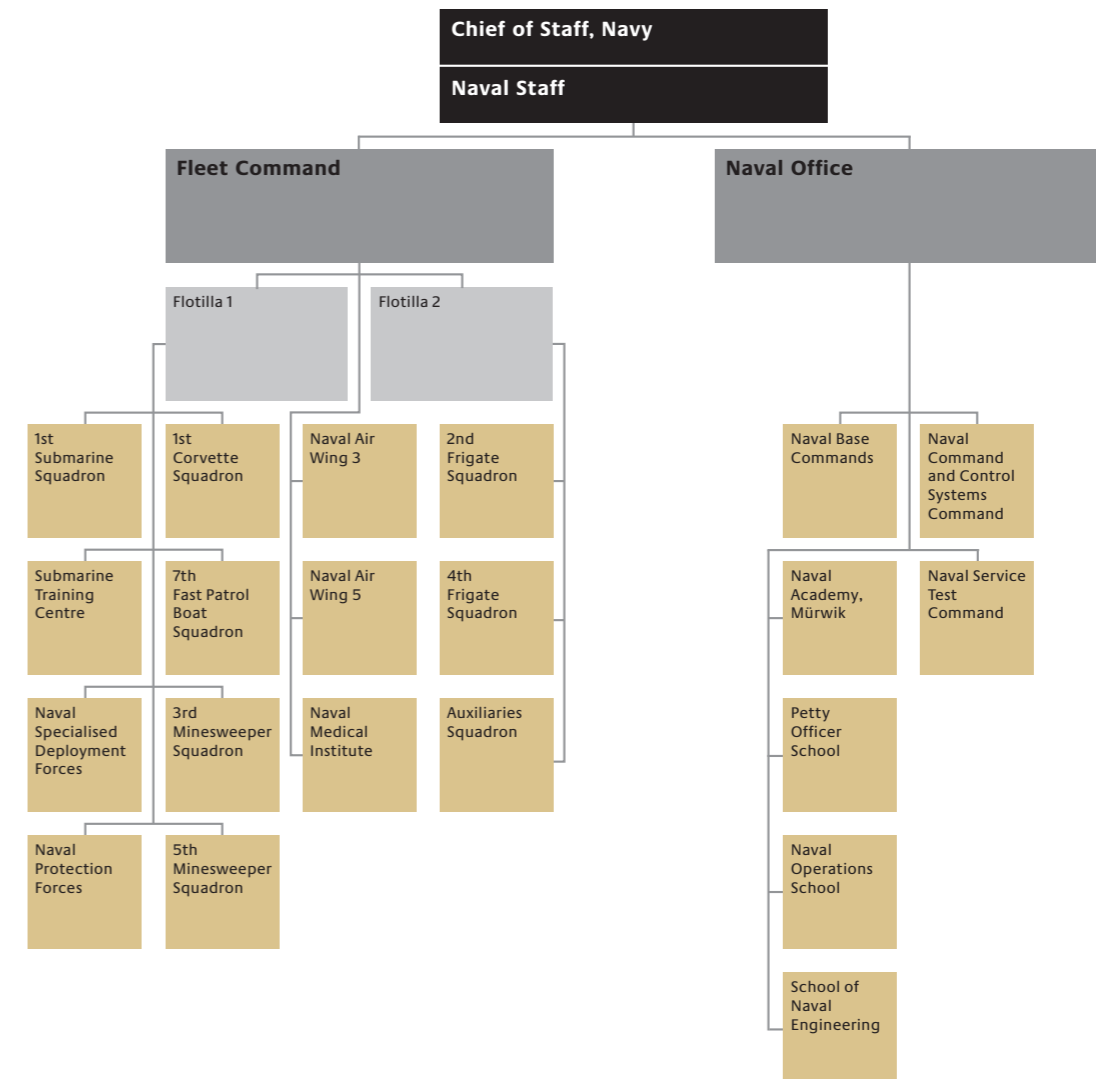 Chief of Staff, Navy
Naval Staff
Fleet Command
Naval Office
Flotilla 1
Flotilla 2
1st
Submarine
Squadron
1st
Corvette
Squadron
Naval Air
Wing 3
2nd
Frigate
Squadron
Naval Base
Commands
Naval
Command
and Control
Systems
Command
Submarine
Training
Centre
7th
Fast Patrol
Boat
Squadron
Naval Air
Wing 5
4th
Frigate
Squadron
Naval
Academy,
Mürwik
Naval Service
Test
Command
Naval
Specialised
Deployment
Forces
3rd
Minesweeper
Squadron
Naval
Medical
Institute
Auxiliaries
Squadron
Petty
Officer
School
Naval
Protection
Forces
5th
Minesweeper
Squadron
Naval
Operations
School
School of
Naval
Engineering